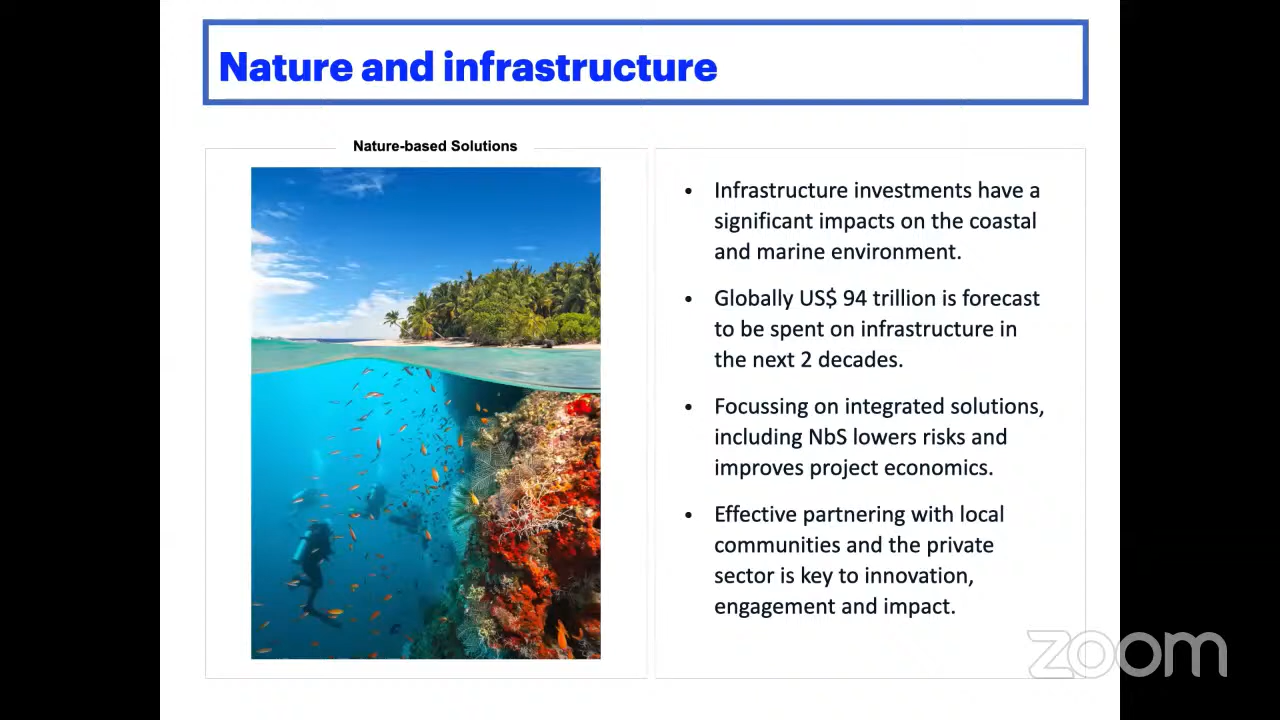 Nature and infrastructure
Nature-based Solutions
• Infrastructure investments have a
significant impacts on the coastal
and marine environment.
• Globally US$ 94 trillion is forecast
to be spent on infrastructure in
the next 2 decades.
• Focussing on integrated solutions,
including NbS lowers risks and
improves project economics.
• Effective partnering with local
communities and the private
sector is key to innovation,
engagement and impact.
zoom